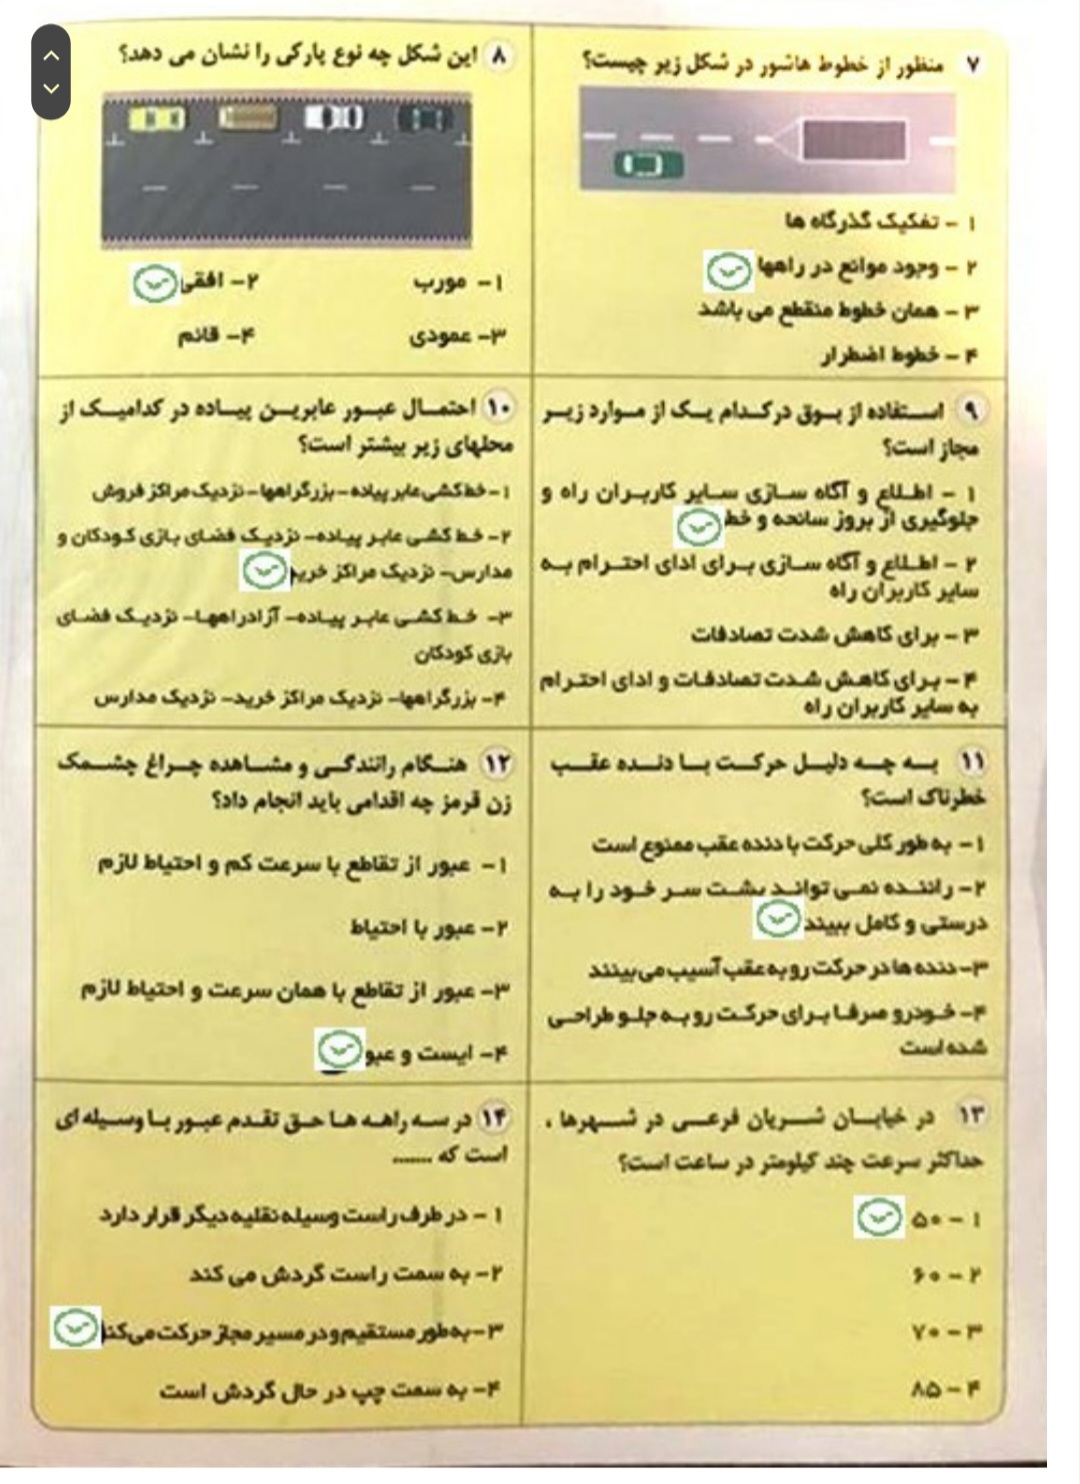 ۷ منظور از خطوط هاشور در شکل زیر چیست؟
۱ - تفکیک گذرگاه ها
۲ - وجود موانع در راهها
۳ - همان خطوط منقطع می باشد
۴ - خطوط اضطرار
۸ این شکل چه نوع پارکی را نشان می دهد؟
۱- مورب
۲- افقی
۳- عمودی
۴- قائم
۹ استفاده از بوق درکدام یک از موارد زیر
مجاز است؟
۱ - اطلاع و آگاه سازی سایر کاربران راه و
جلوگیری از بروز سانحه و خط
۲ - اطلاع و آگاه سازی برای ادای احترام به
سایر کاربران راه
۳ - برای کاهش شدت تصادفات
۴ - برای کاهش شدت تصادفات و ادای احترام
به سایر کاربران راه
۱۰ احتمال عبور عابرین پیاده در کدامیک از
محلهای زیر بیشتر است؟
۱- خط کشی عابر پیاده - بزرگراهها - نزدیک مراکز فروش
۲- خط کشی عابر پیاده- نزدیک فضای بازی کودکان و
مدارس- نزدیک مراکز خرید
۳- خط کشی عابر پیاده- آزادراهها- نزدیک فضای
بازی کودکان
۴- بزرگراهها- نزدیک مراکز خرید- نزدیک مدارس
۱۱ به چه دلیل حرکت با دنده عقب
خطرناک است؟
۱- به طور کلی حرکت با دنده عقب ممنوع است
۲- راننده نمی تواند پشت سر خود را به
درستی و کامل ببیند
۳- دنده ها در حرکت رو به عقب آسیب می بینند
۴- خودرو صرفا برای حرکت رو به جلو طراحی
شده است
۱۲ هنگام رانندگی و مشاهده چراغ چشمک
زن قرمز چه اقدامی باید انجام داد؟
۱- عبور از تقاطع با سرعت کم و احتیاط لازم
۲- عبور با احتیاط
۳- عبور از تقاطع با همان سرعت و احتیاط لازم
۴- ایست و عبو
۱۳ در خیابان شریان فرعی در شهرها ،
حداکثر سرعت چند کیلومتر در ساعت است؟
۱ - ۵۰
۲ - ۶۰
۳ - ۷۰
۴ - ۸۵
۱۴ در سه راهه ها حق تقدم عبور با وسیله ای
است که .......
۱ - در طرف راست وسیله نقلیه دیگر قرار دارد
۲- به سمت راست گردش می کند
۳- به طور مستقیم و در مسیر مجاز حرکت می کند
۴- به سمت چپ در حال گردش است